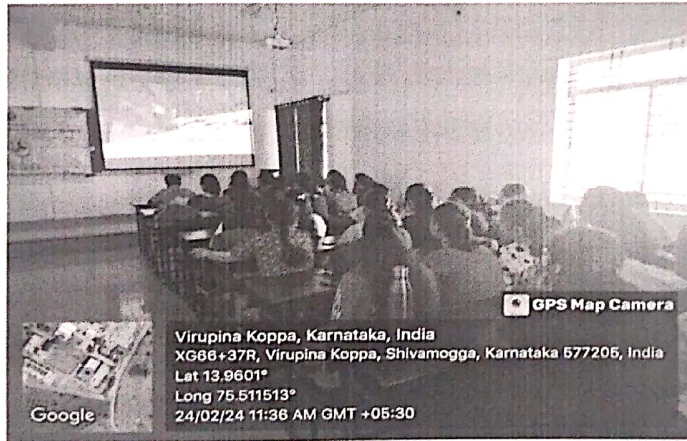 GPS Map Camera
Virupina Koppa, Karnataka, India
XG66+37R, Virupina Koppa, Shivamogga, Karnataka 577205, India
Lat 13.9601°
Long 75.511513°
24/02/24 11:36 AM GMT +05:30
Google